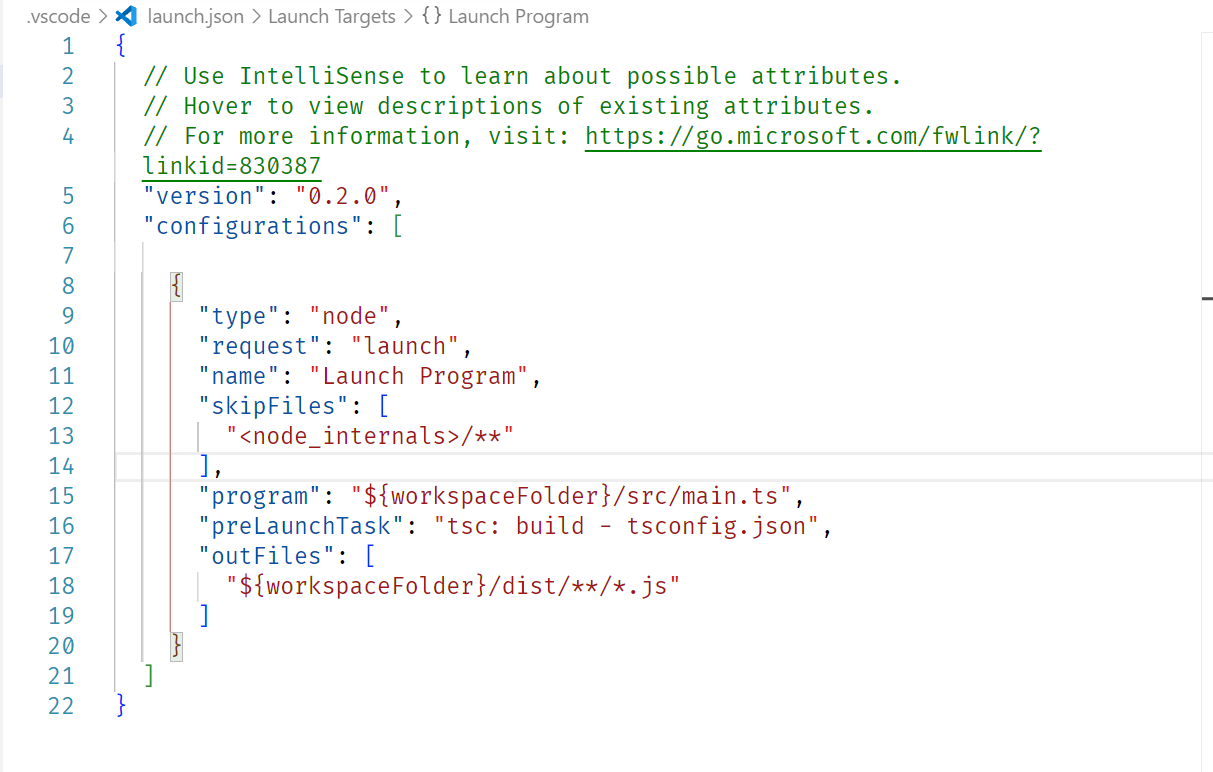 .vscode > launch.json > Launch Targets > {} Launch Program
1 {
2 // Use IntelliSense to learn about possible attributes.
3 // Hover to view descriptions of existing attributes.
4 // For more information, visit: https://go.microsoft.com/fwlink/?
linkid=830387
5 "version": "0.2.0",
6 "configurations": [
7
8 {
9 "type": "node",
10 "request": "launch",
11 "name": "Launch Program",
12 "skipFiles": [
13 "<node_internals>/**"
14 ],
15 "program": "${workspaceFolder}/src/main.ts",
16 "preLaunchTask": "tsc: build - tsconfig.json",
17 "outFiles": [
18 "${workspaceFolder}/dist/**/*.js"
19 ]
20 }
21 ]
22 }